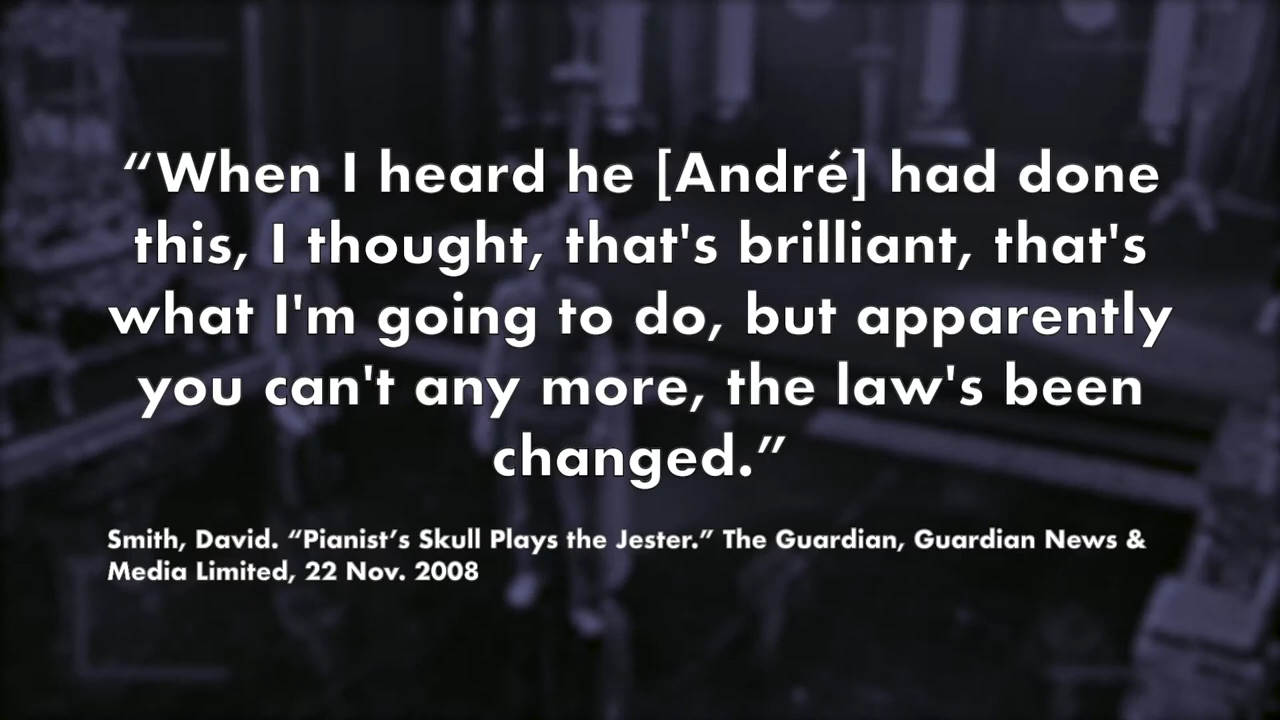 “When I heard he [André] had done
this, I thought, that's brilliant, that's
what I'm going to do, but apparently
you can't any more, the law's been
changed.”
Smith, David. “Pianist’s Skull Plays the Jester.” The Guardian, Guardian News &
Media Limited, 22 Nov. 2008